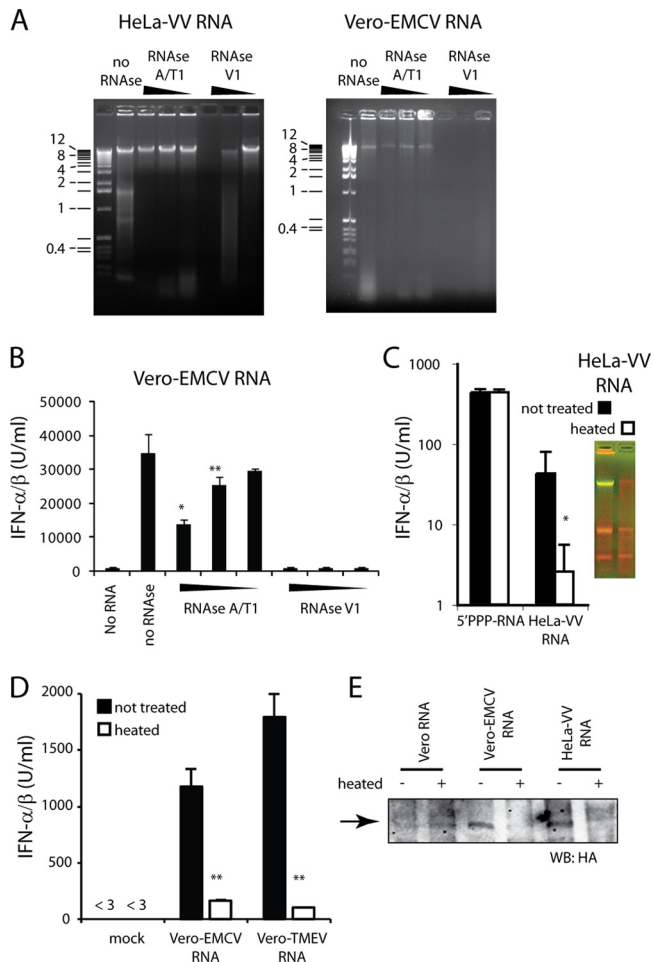 A
HeLa-VV RNA
Vero-EMCV RNA
no RNAse
RNAse A/T1
RNAse V1
no RNAse
RNAse A/T1
RNAse V1
12
8
4
2
1
0.4
12
8
4
2
1
0.4
B
Vero-EMCV RNA
IFN-α/β (U/ml)
50000
40000
30000
20000
10000
0
*
**
No RNA
no RNAse
RNAse A/T1
RNAse V1
C
HeLa-VV RNA
not treated
heated
IFN-α/β (U/ml)
1000
100
10
1
*
5'PPP-RNA
HeLa-VV RNA
D
not treated
heated
IFN-α/β (U/ml)
2000
1500
1000
500
0
< 3
< 3
**
**
mock
Vero-EMCV RNA
Vero-TMEV RNA
E
Vero RNA
Vero-EMCV RNA
HeLa-VV RNA
heated - + - + - +
WB: HA